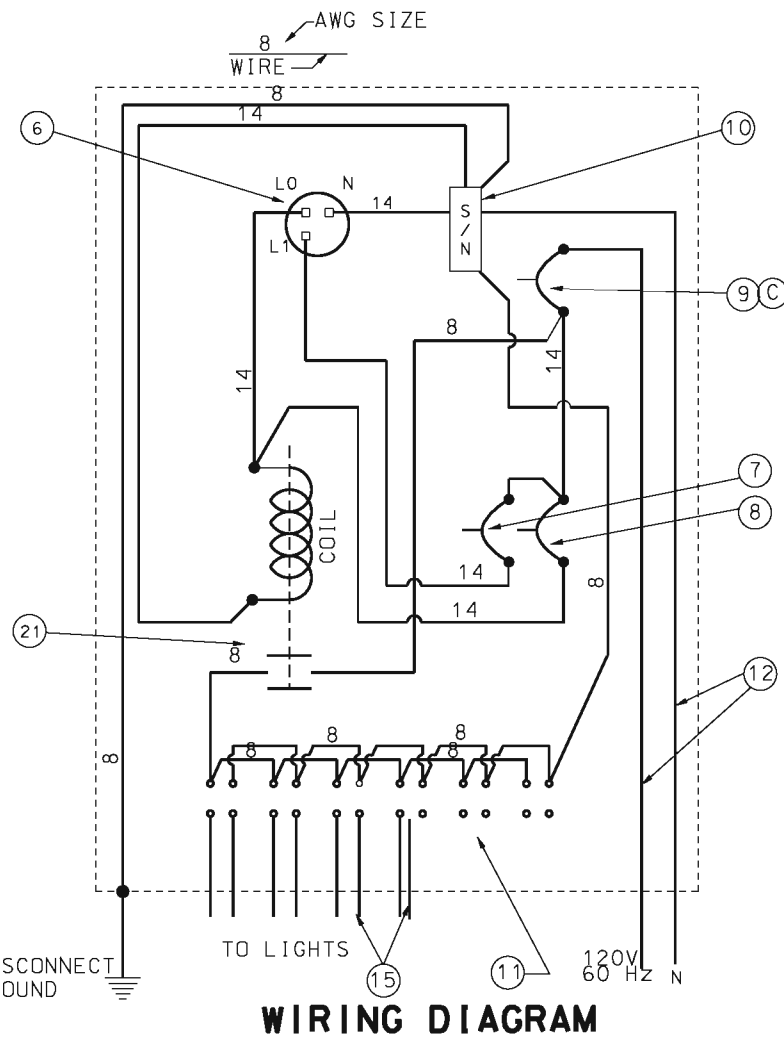 AWG SIZE
8
WIRE
8
14
6
10
LO N
14
S/N
L1
9 C
8
14
14
7
8
COIL
14
8
14
21
8
12
8
8
8
8
8
8
TO LIGHTS
SCONNECT
OUND
15
11
120V
60 HZ N
WIRING DIAGRAM